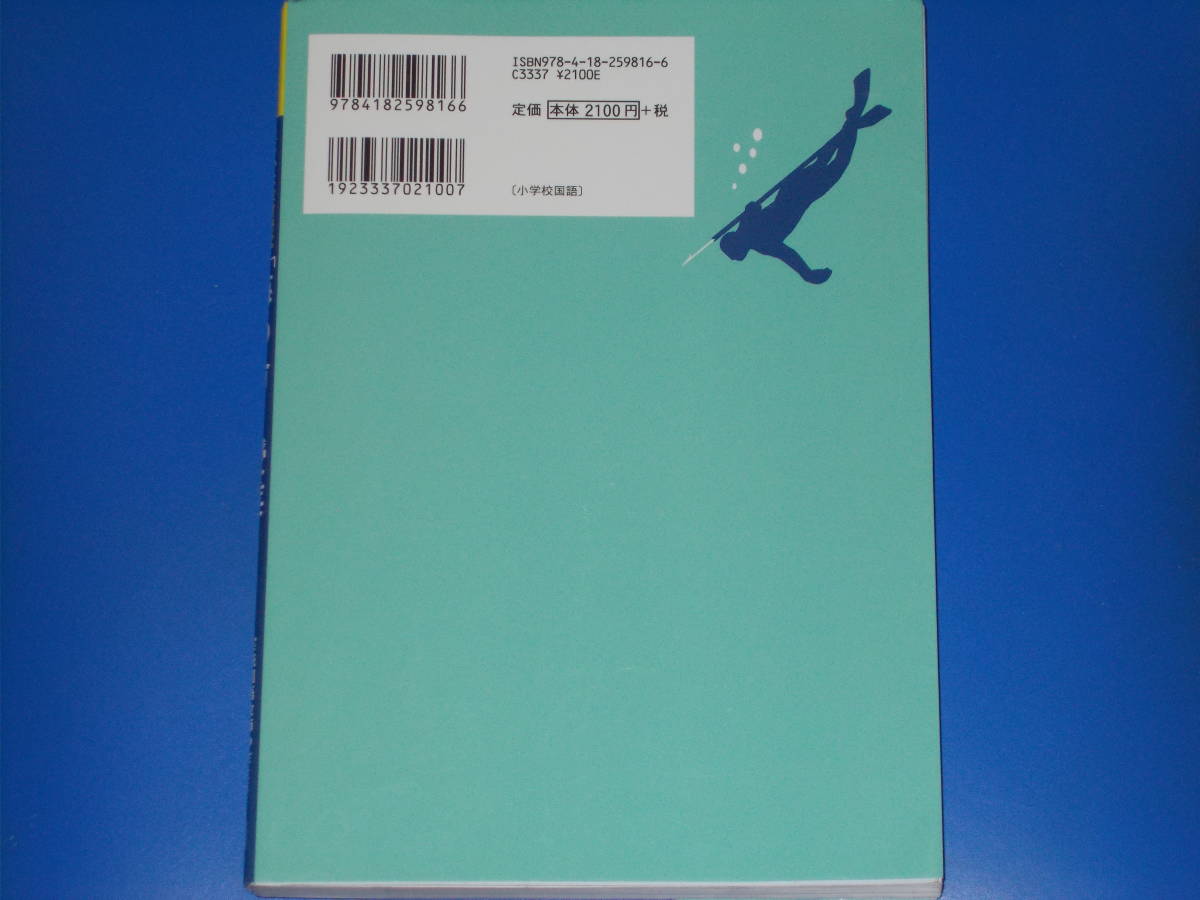 ISBN978-4-18-259816-6
C3337 ¥2100E
9784182598166
定価 本体2100円+税
1923337021007
〔小学校国語〕